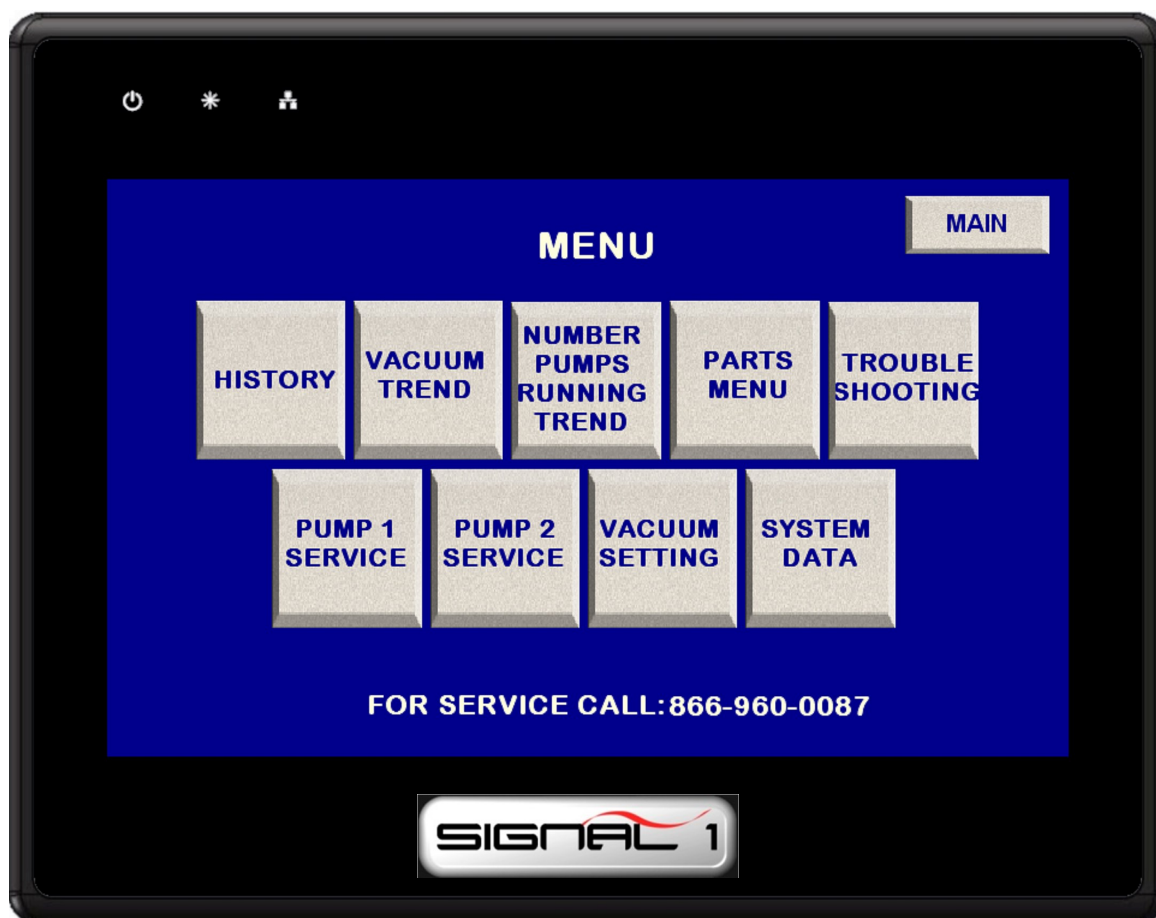 MENU
MAIN
HISTORY
VACUUM
TREND
NUMBER
PUMPS
RUNNING
TREND
PARTS
MENU
TROUBLE
SHOOTING
PUMP 1
SERVICE
PUMP 2
SERVICE
VACUUM
SETTING
SYSTEM
DATA
FOR SERVICE CALL: 866-960-0087
SIGNAL 1